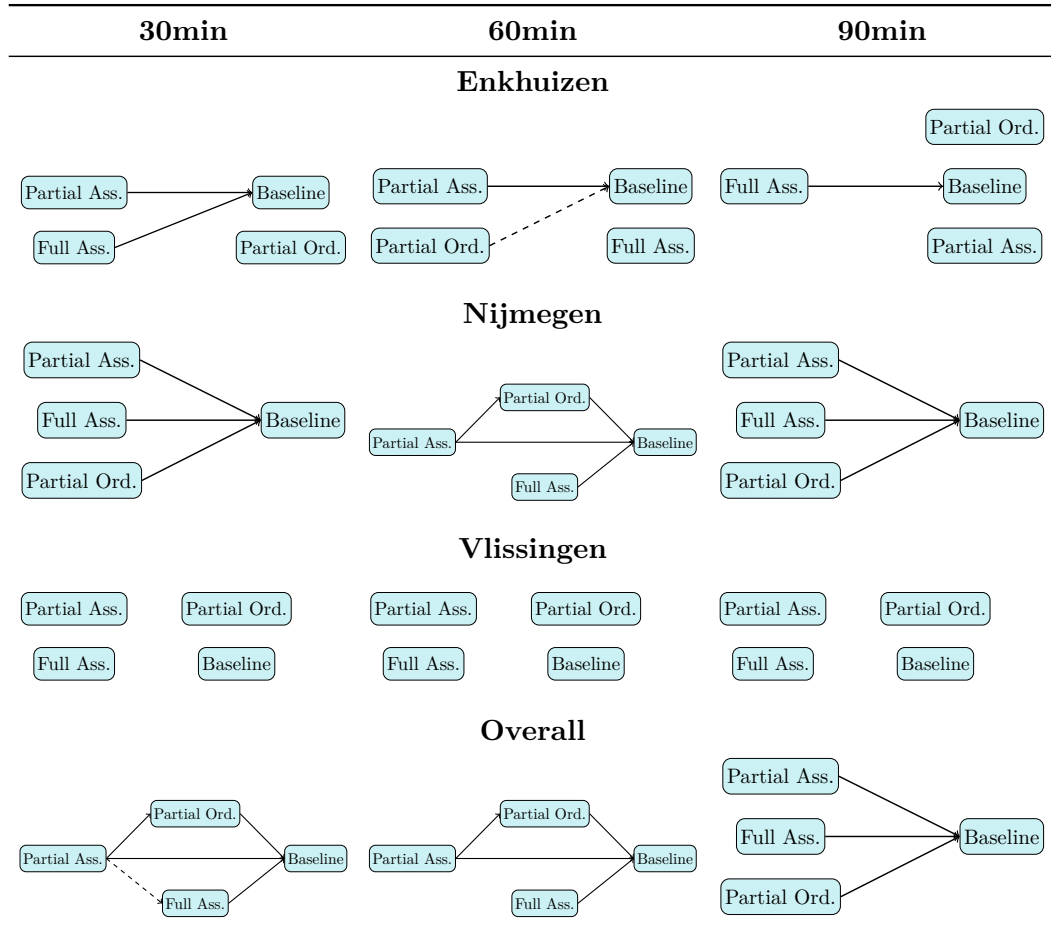 30min 60min 90min
Enkhuizen
Partial Ord.
Partial Ass. Baseline Partial Ass. Baseline Full Ass. Baseline
Full Ass. Partial Ord. Partial Ord. Full Ass. Partial Ass.
Nijmegen
Partial Ass. Partial Ass.
Partial Ord.
Full Ass. Baseline Full Ass. Baseline
Partial Ass. Baseline
Partial Ord. Full Ass. Partial Ord.
Vlissingen
Partial Ass. Partial Ord. Partial Ass. Partial Ord. Partial Ass. Partial Ord.
Full Ass. Baseline Full Ass. Baseline Full Ass. Baseline
Overall
Partial Ass.
Partial Ord. Partial Ord.
Full Ass. Baseline
Partial Ass. Baseline Partial Ass. Baseline
Partial Ord.
Full Ass. Full Ass.